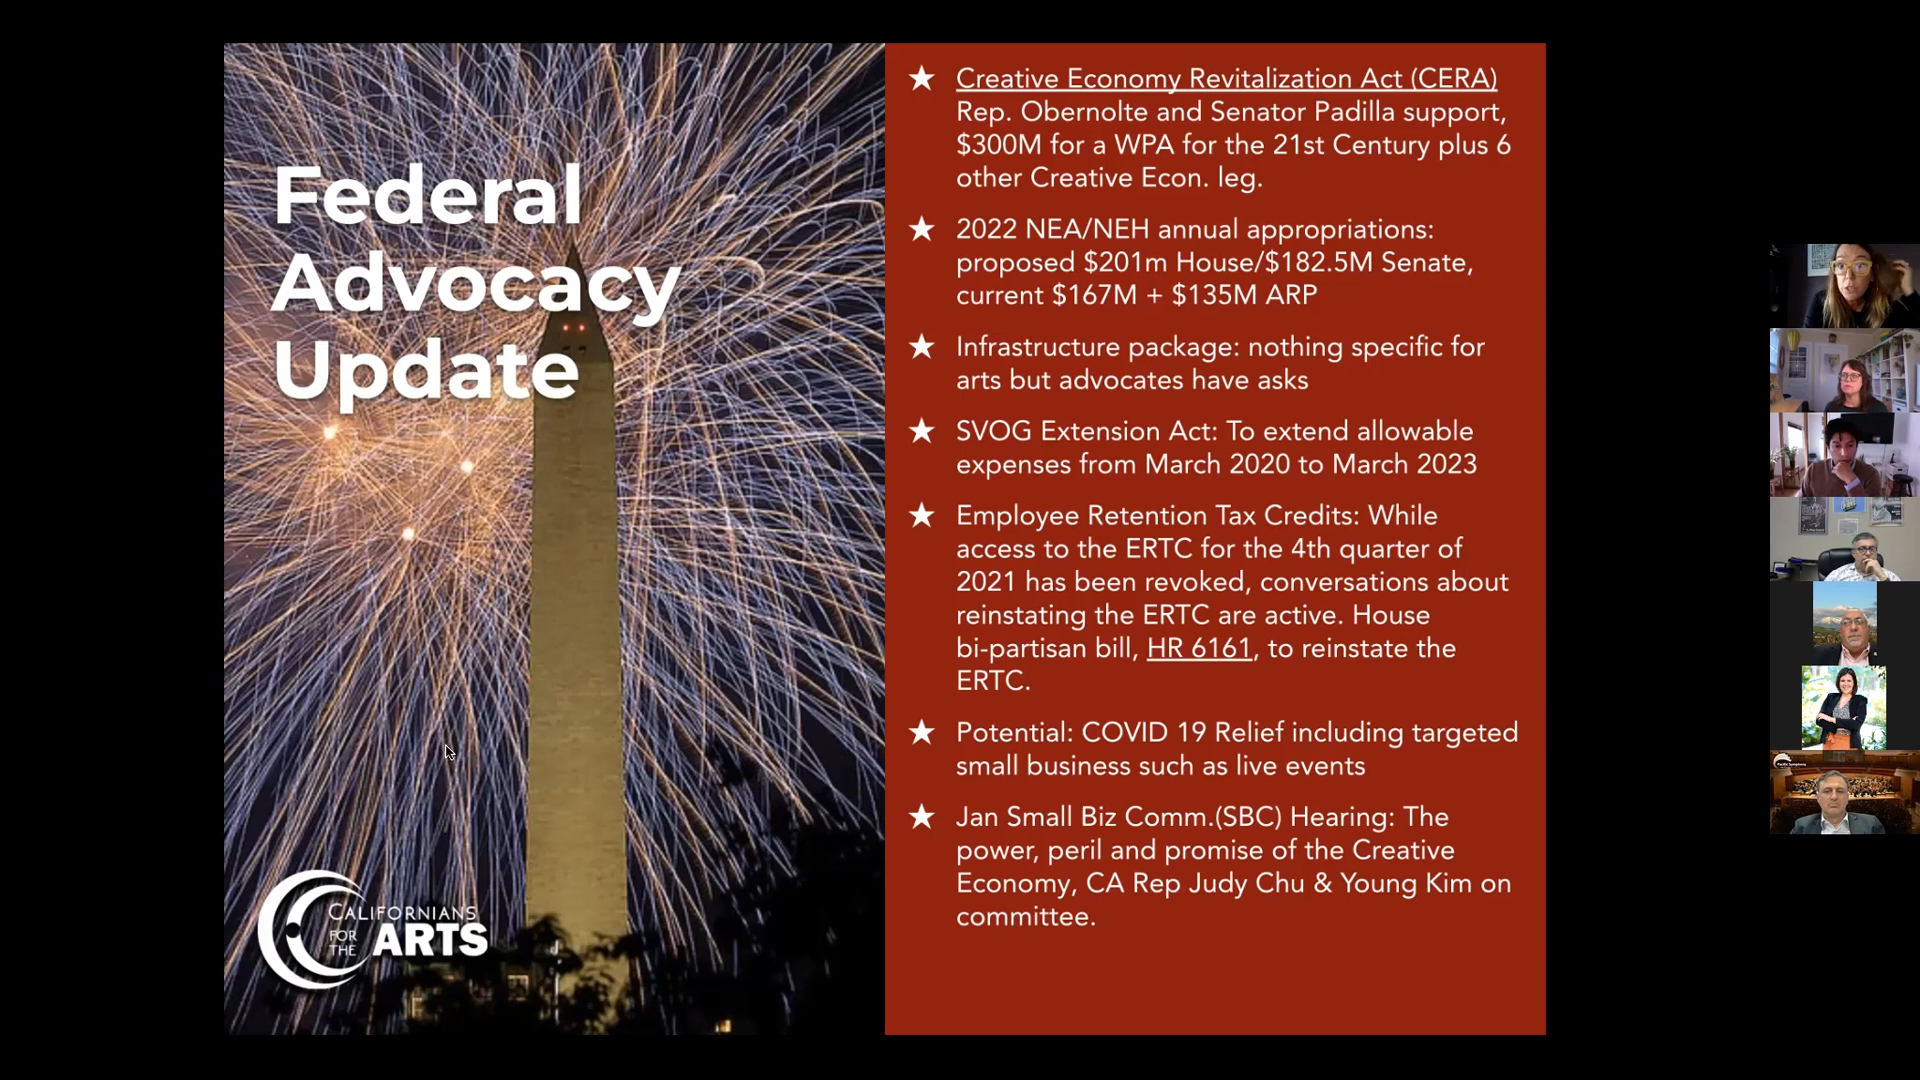 Federal
Advocacy
Update
CALIFORNIANS
FOR
THE
ARTS
★ Creative Economy Revitalization Act (CERA)
Rep. Obernolte and Senator Padilla support,
$300M for a WPA for the 21st Century plus 6
other Creative Econ. leg.
★ 2022 NEA/NEH annual appropriations:
proposed $201m House/$182.5M Senate,
current $167M + $135M ARP
★ Infrastructure package: nothing specific for
arts but advocates have asks
★ SVOG Extension Act: To extend allowable
expenses from March 2020 to March 2023
★ Employee Retention Tax Credits: While
access to the ERTC for the 4th quarter of
2021 has been revoked, conversations about
reinstating the ERTC are active. House
bi-partisan bill, HR 6161, to reinstate the
ERTC.
★ Potential: COVID 19 Relief including targeted
small business such as live events
★ Jan Small Biz Comm.(SBC) Hearing: The
power, peril and promise of the Creative
Economy, CA Rep Judy Chu & Young Kim on
committee.
Pacific Symphony